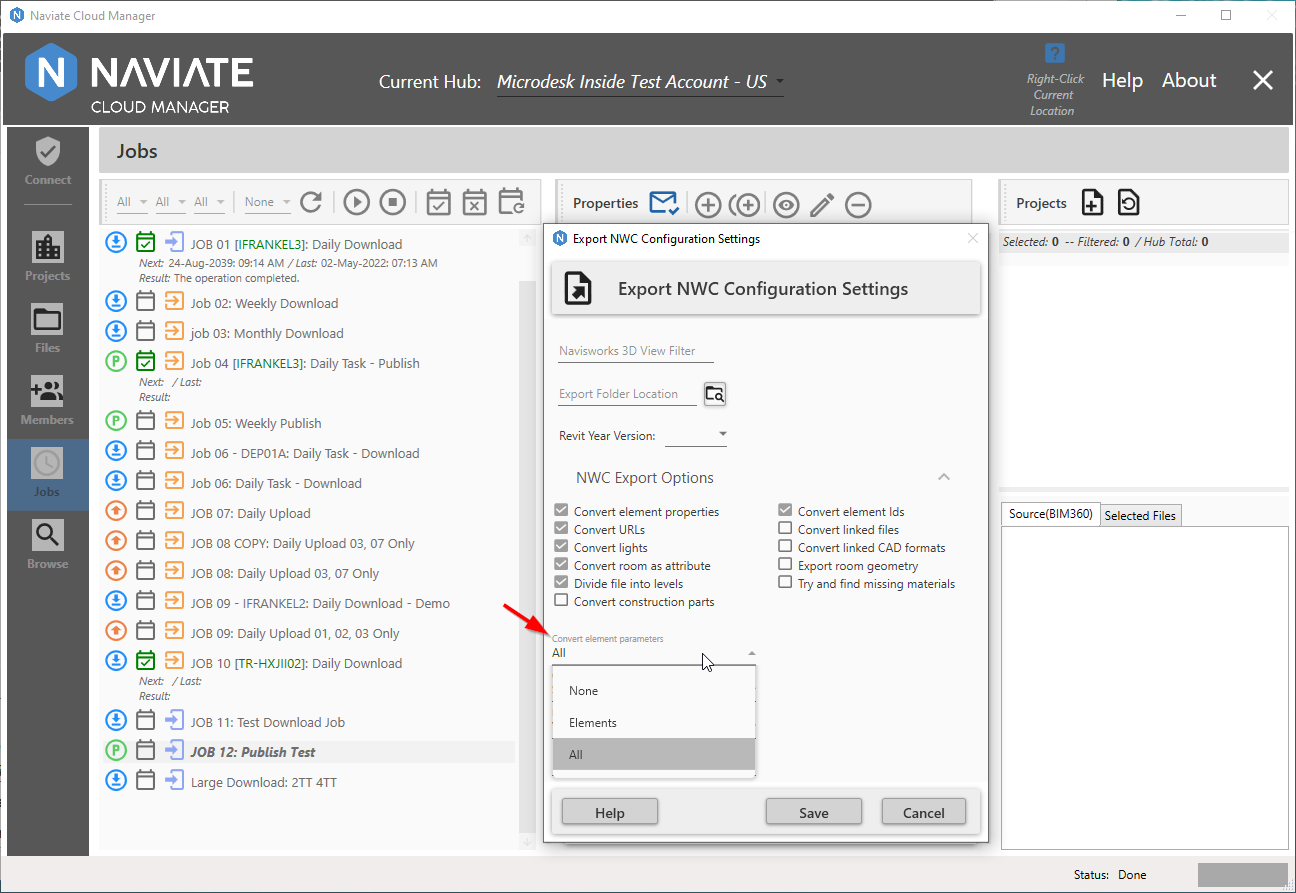 Naviate Cloud Manager
NAVIATE
CLOUD MANAGER
Current Hub: Microdesk Inside Test Account - US
Right-Click
Current
Location
Help About
Connect
Projects
Files
Members
Jobs
Browse
Jobs
All All All None
Properties
Projects
JOB 01 [IFRANKEL3]: Daily Download
Next: 24-Aug-2039: 09:14 AM / Last: 02-May-2022: 07:13 AM
Result: The operation completed.
Job 02: Weekly Download
job 03: Monthly Download
Job 04 [IFRANKEL3]: Daily Task - Publish
Next: / Last:
Result:
Job 05: Weekly Publish
Job 06 - DEP01A: Daily Task - Download
Job 06: Daily Task - Download
JOB 07: Daily Upload
JOB 08 COPY: Daily Upload 03, 07 Only
JOB 08: Daily Upload 03, 07 Only
JOB 09 - IFRANKEL2: Daily Download - Demo
JOB 09: Daily Upload 01, 02, 03 Only
JOB 10 [TR-HXJII02]: Daily Download
Next: / Last:
Result:
JOB 11: Test Download Job
JOB 12: Publish Test
Large Download: 2TT 4TT
Export NWC Configuration Settings
Export NWC Configuration Settings
Navisworks 3D View Filter
Export Folder Location
Revit Year Version:
NWC Export Options
Convert element properties
Convert URLs
Convert lights
Convert room as attribute
Divide file into levels
Convert construction parts
Convert element Ids
Convert linked files
Convert linked CAD formats
Export room geometry
Try and find missing materials
Convert element parameters
All
None
Elements
All
Help Save Cancel
Selected: 0 -- Filtered: 0 / Hub Total: 0
Source(BIM360) Selected Files
Status: Done